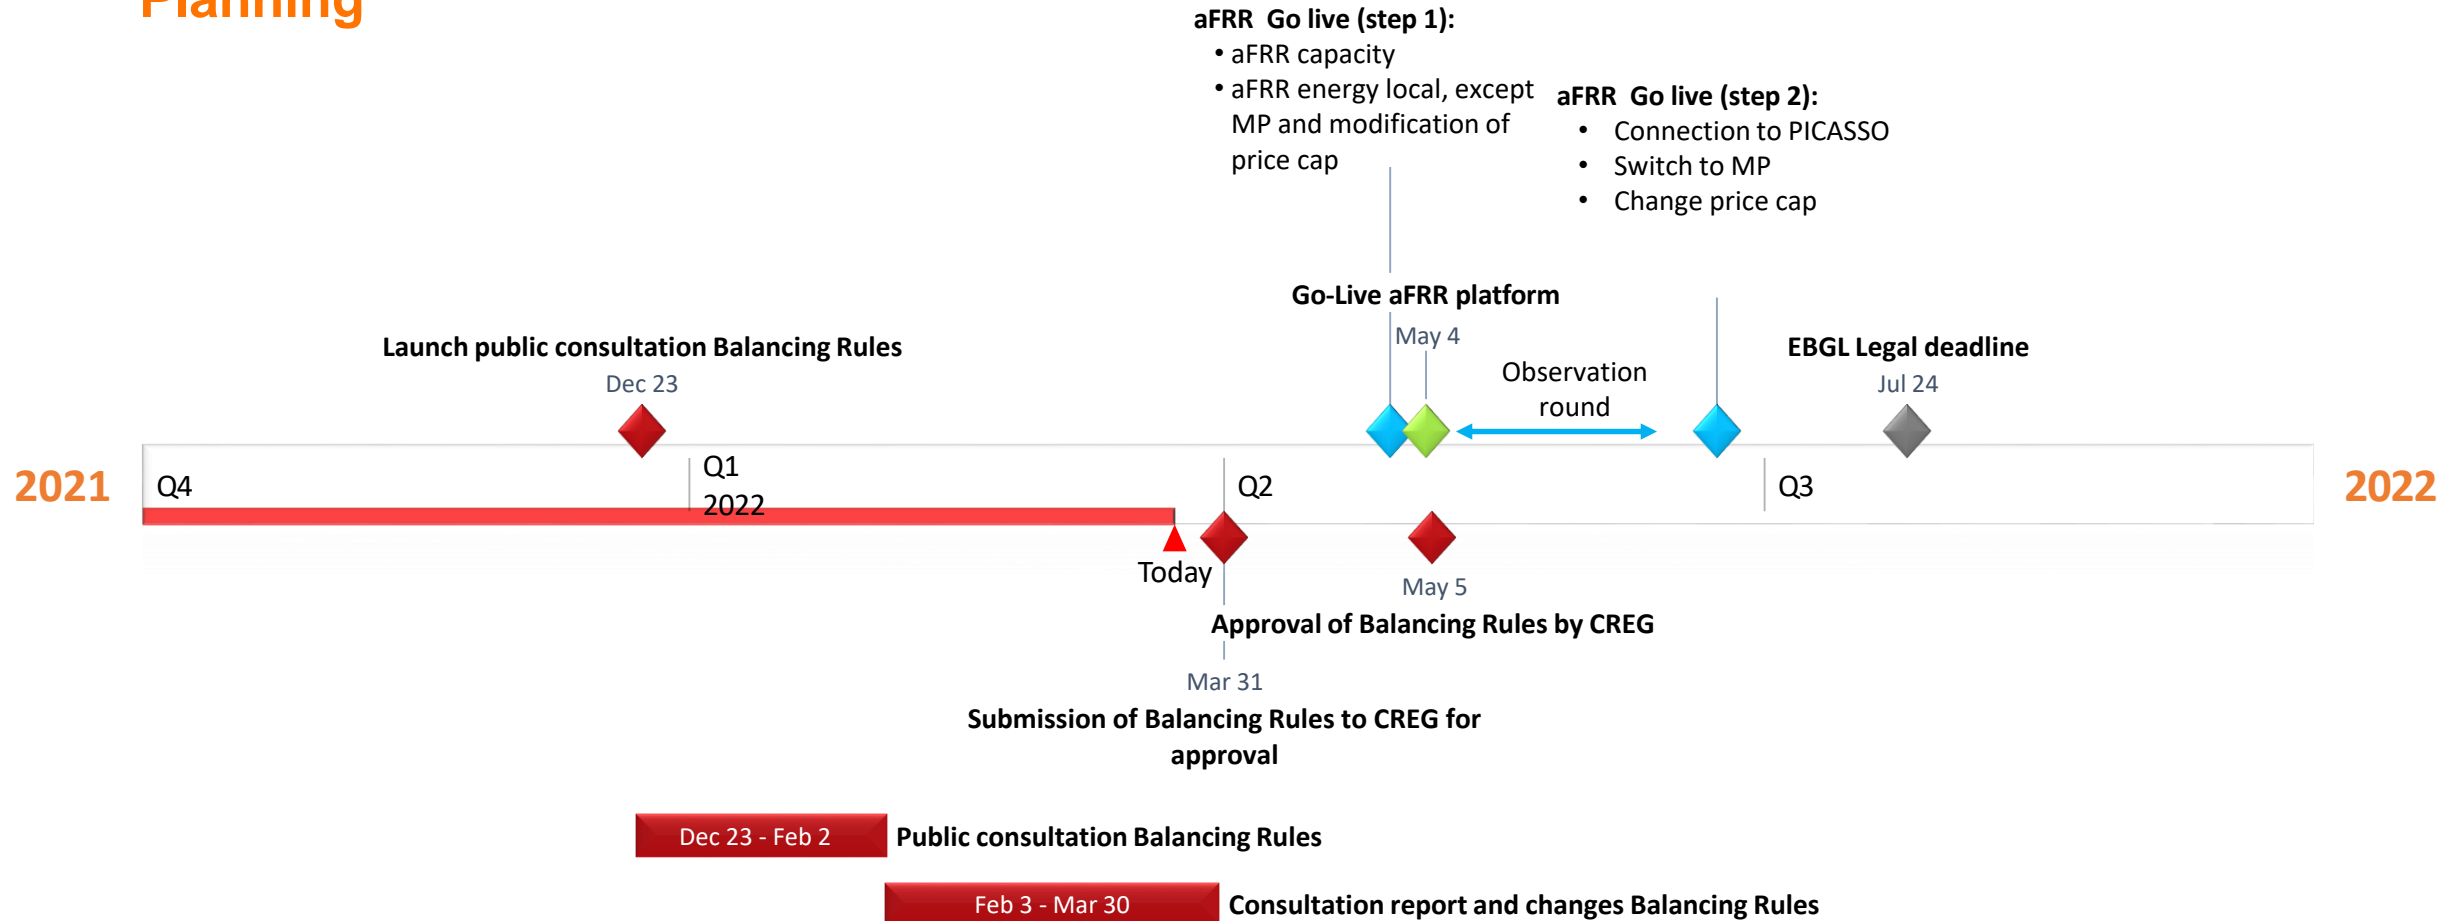 Planning
aFRR  Go live (step 1):
• aFRR capacity
• aFRR energy local, except
MP and modification of
price cap
aFRR  Go live (step 2):
• Connection to PICASSO
• Switch to MP
• Change price cap
Go-Live aFRR platform
May 4
Launch public consultation Balancing Rules
Dec 23
Observation
round
EBGL Legal deadline
Jul 24
2021
Q4
Q1
2022
Q2
Q3
2022
Today
May 5
Approval of Balancing Rules by CREG
Mar 31
Submission of Balancing Rules to CREG for
approval
Dec 23 - Feb 2
Public consultation Balancing Rules
Feb 3 - Mar 30
Consultation report and changes Balancing Rules